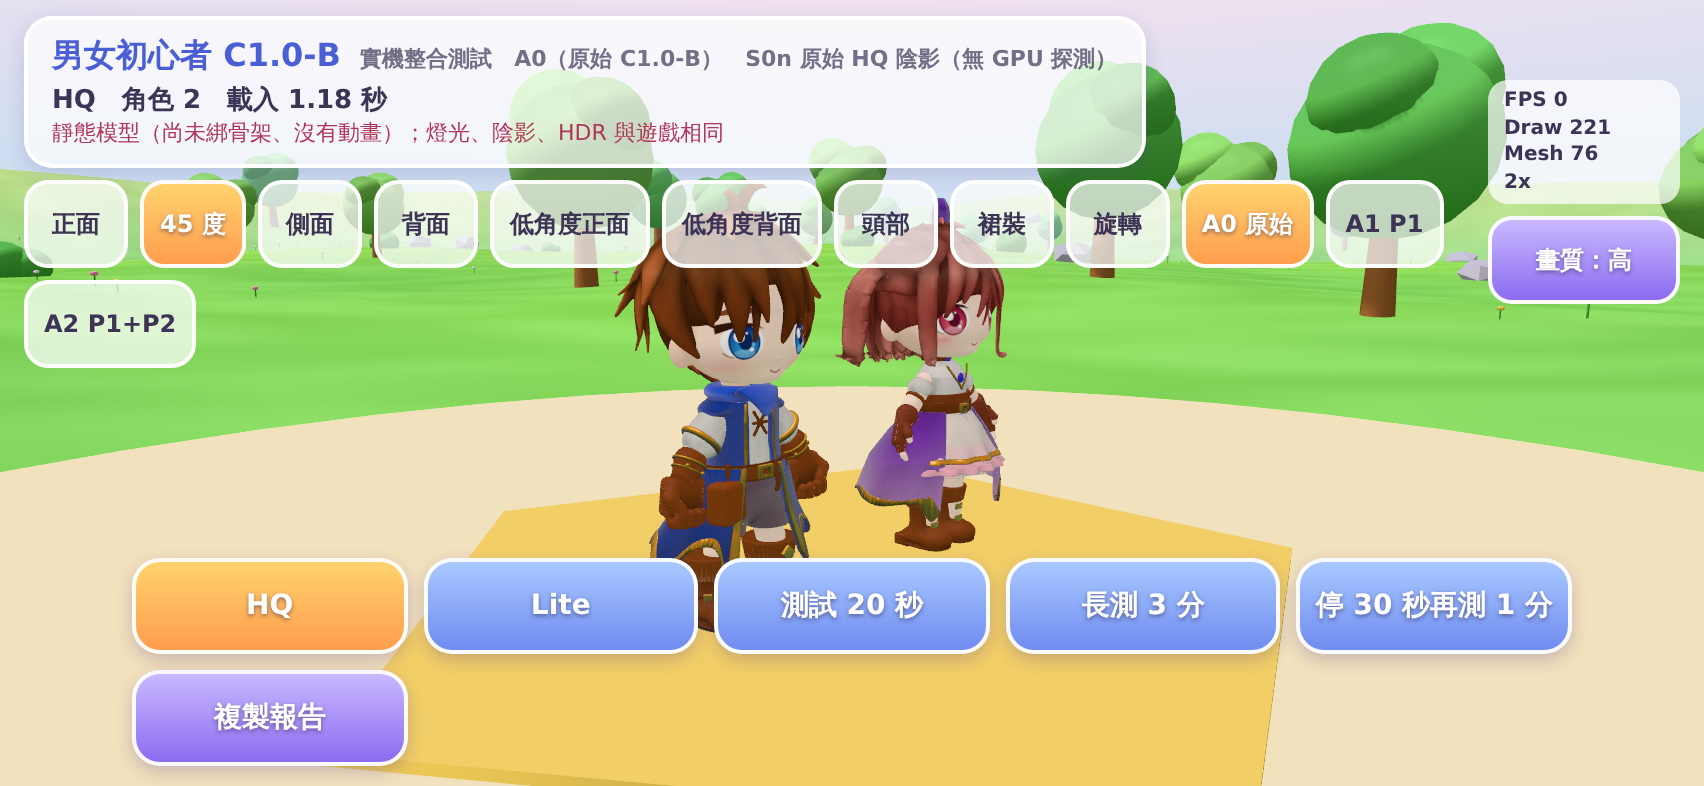 男女初心者 C1.0-B 實機整合測試 A0（原始 C1.0-B） S0n 原始 HQ 陰影（無 GPU 探測）
HQ 角色 2 載入 1.18 秒
靜態模型（尚未綁骨架、沒有動畫）；燈光、陰影、HDR 與遊戲相同
FPS 0
Draw 221
Mesh 76
2x
正面
45 度
側面
背面
低角度正面
低角度背面
頭部
裙裝
旋轉
A0 原始
A1 P1
畫質：高
A2 P1+P2
HQ
Lite
測試 20 秒
長測 3 分
停 30 秒再測 1 分
複製報告